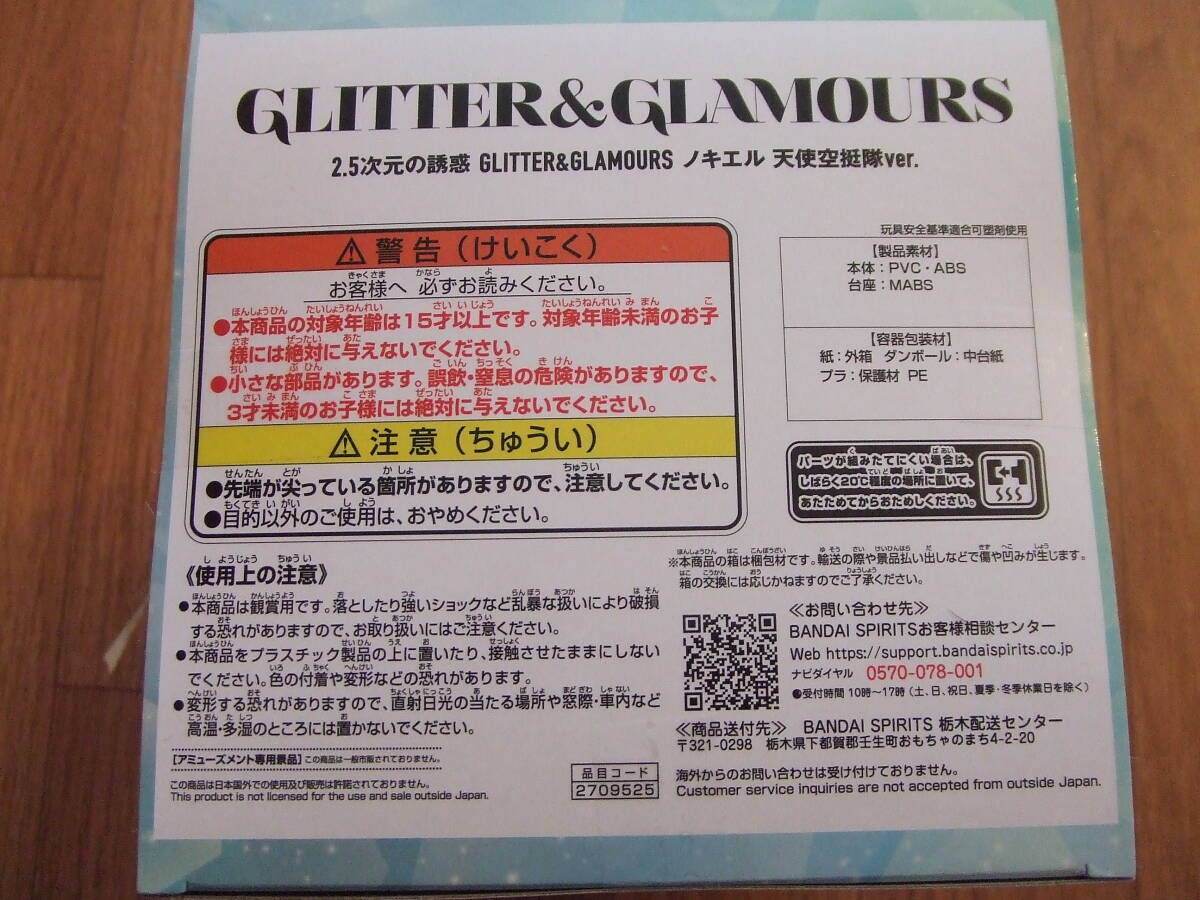 GLITTER&GLAMOURS
2.5次元の誘惑 GLITTER&GLAMOURS ノキエル 天使空挺隊ver.
⚠警告(けいこく)
お客様へ 必ずお読みください。
●本商品の対象年齢は15才以上です。対象年齢未満のお子
様には絶対に与えないでください。
●小さな部品があります。誤飲・窒息の危険がありますので、
3才未満のお子様には絶対に与えないでください。
⚠注意(ちゅうい)
●先端が尖っている箇所がありますので、注意してください。
●目的以外のご使用は、おやめください。
玩具安全基準適合可塑剤使用
【製品素材】
本体:PVC・ABS
台座:MABS
【容器包装材】
紙:外箱 ダンボール:中台紙
プラ:保護材 PE
パーツが組みたてにくい場合は、
しばらく20℃程度の場所に置いて、
あたためてからおためしください。
《使用上の注意》
●本商品は観賞用です。落としたり強いショックなど乱暴な扱いにより破損
する恐れがありますので、お取り扱いにはご注意ください。
●本商品をプラスチック製品の上に置いたり、接触させたままにしない
でください。色の付着や変形などの恐れがあります。
●変形する恐れがありますので、直射日光の当たる場所や窓際・車内など
高温・多湿のところには置かないでください。
[アミューズメント専用景品] この商品は一般市販されておりません。
この商品は日本国外での使用及び販売は許諾されておりません。
This product is not licensed for the use and sale outside Japan.
品目コード
2709525
※本商品の箱は梱包材です。輸送の際や景品払い出しなどで傷や凹みが生じます。
箱の交換には応じかねますのでご了承ください。
≪お問い合わせ先≫
BANDAI SPIRITSお客様相談センター
Web https://support.bandaispirits.co.jp
ナビダイヤル 0570-078-001
●受付時間 10時〜17時(土、日、祝日、夏季・冬季休業日を除く)
≪商品送付先≫ BANDAI SPIRITS 栃木配送センター
〒321-0298 栃木県下都賀郡壬生町おもちゃのまち4-2-20
海外からのお問い合わせは受け付けておりません。
Customer service inquiries are not accepted from outside Japan.